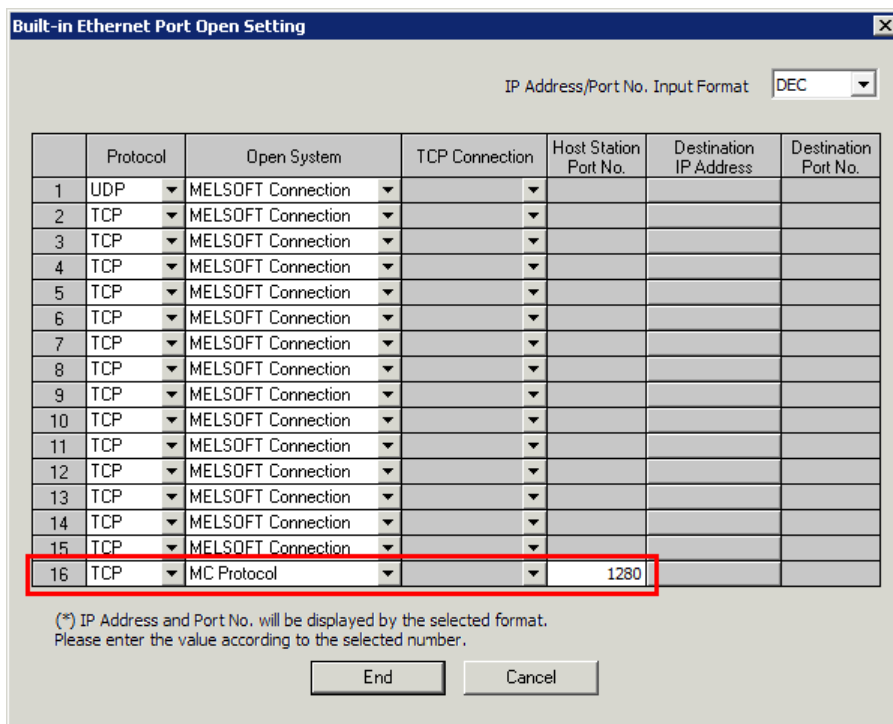 Built-in Ethernet Port Open Setting
IP Address/Port No. Input Format DEC
Protocol Open System TCP Connection Host Station Port No. Destination IP Address Destination Port No.
1 UDP MELSOFT Connection
2 TCP MELSOFT Connection
3 TCP MELSOFT Connection
4 TCP MELSOFT Connection
5 TCP MELSOFT Connection
6 TCP MELSOFT Connection
7 TCP MELSOFT Connection
8 TCP MELSOFT Connection
9 TCP MELSOFT Connection
10 TCP MELSOFT Connection
11 TCP MELSOFT Connection
12 TCP MELSOFT Connection
13 TCP MELSOFT Connection
14 TCP MELSOFT Connection
15 TCP MELSOFT Connection
16 TCP MC Protocol 1280
(*) IP Address and Port No. will be displayed by the selected format.
Please enter the value according to the selected number.
End Cancel